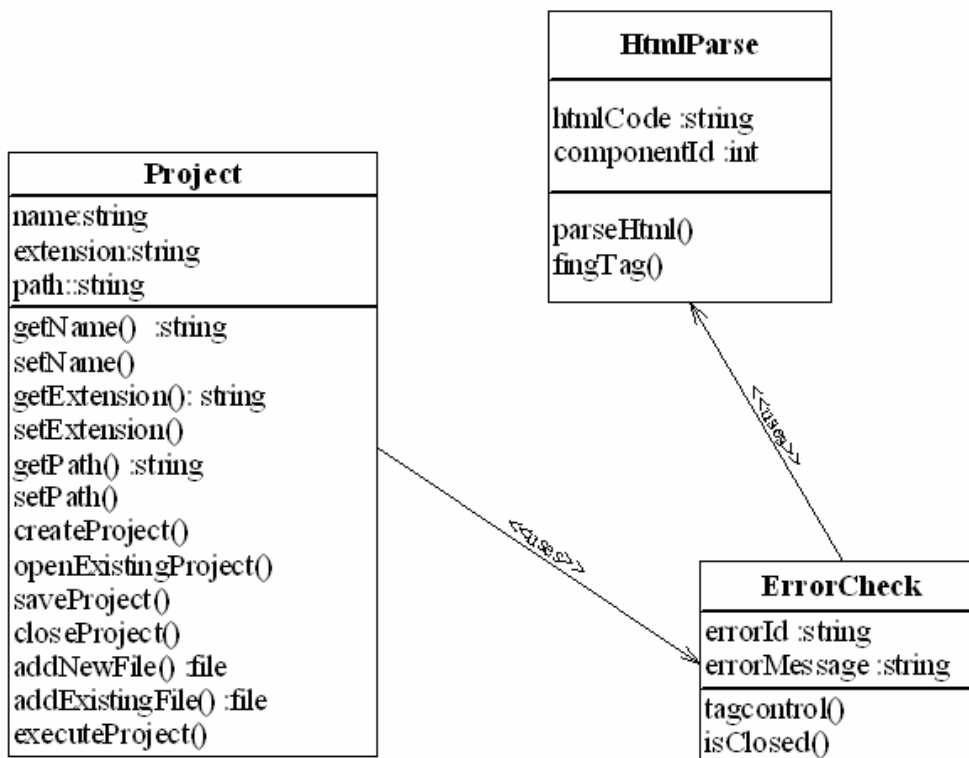 HtmlParse
htmlCode :string
componentId :int
parseHtml()
fingTag()
Project
name:string
extension:string
path::string
getName() :string
setName()
getExtension(): string
setExtension()
getPath() :string
setPath()
createProject()
openExistingProject()
saveProject()
closeProject()
addNewFile() :file
addExistingFile() :file
executeProject()
<<uses>>
<<uses>>
ErrorCheck
errorId :string
errorMessage :string
tagcontrol()
isClosed()